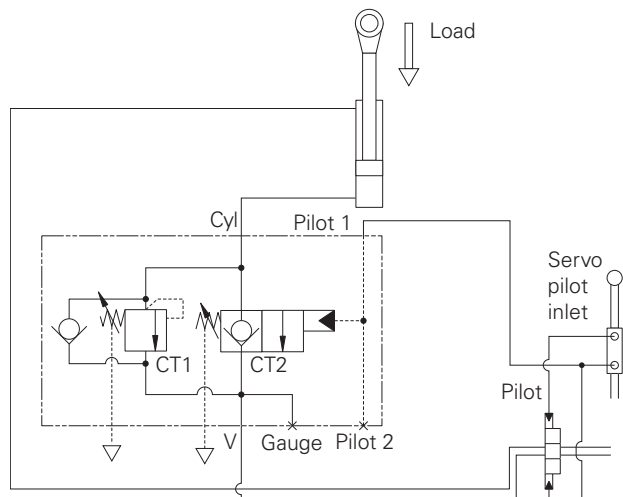 Load
Cyl
Pilot 1
Servo
pilot
inlet
CT1
CT2
Pilot
V
Gauge
Pilot 2